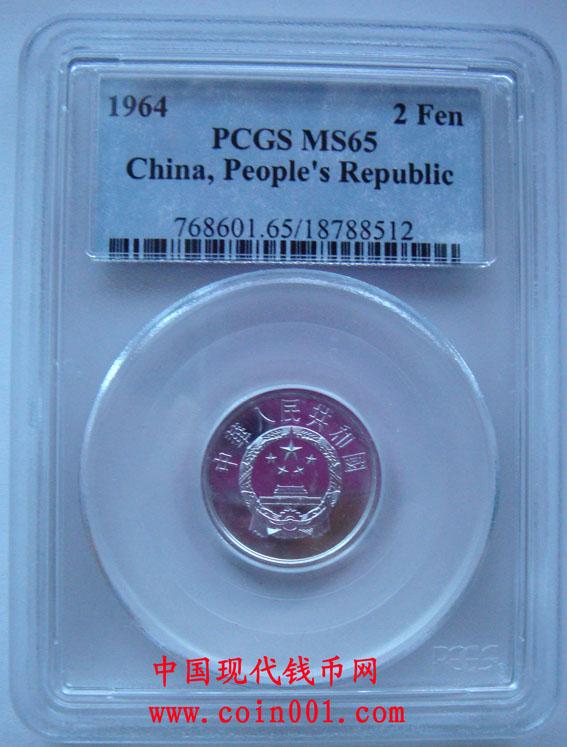 1964 2 Fen
PCGS MS65
China, People's Republic
768601.65/18788512
中華人民共和國
PCGS
中国现代钱币网
www.coin001.com